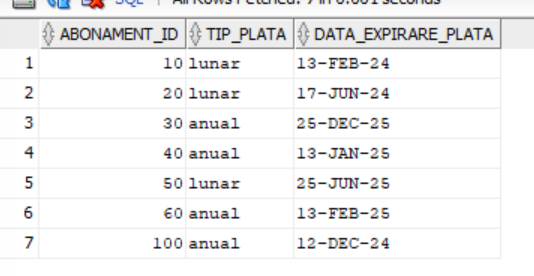 SQL | All Rows Fetched: 7 in 0.001 seconds
ABONAMENT_ID TIP_PLATA DATA_EXPIRARE_PLATA
1 10 lunar 13-FEB-24
2 20 lunar 17-JUN-24
3 30 anual 25-DEC-25
4 40 anual 13-JAN-25
5 50 lunar 25-JUN-25
6 60 anual 13-FEB-25
7 100 anual 12-DEC-24